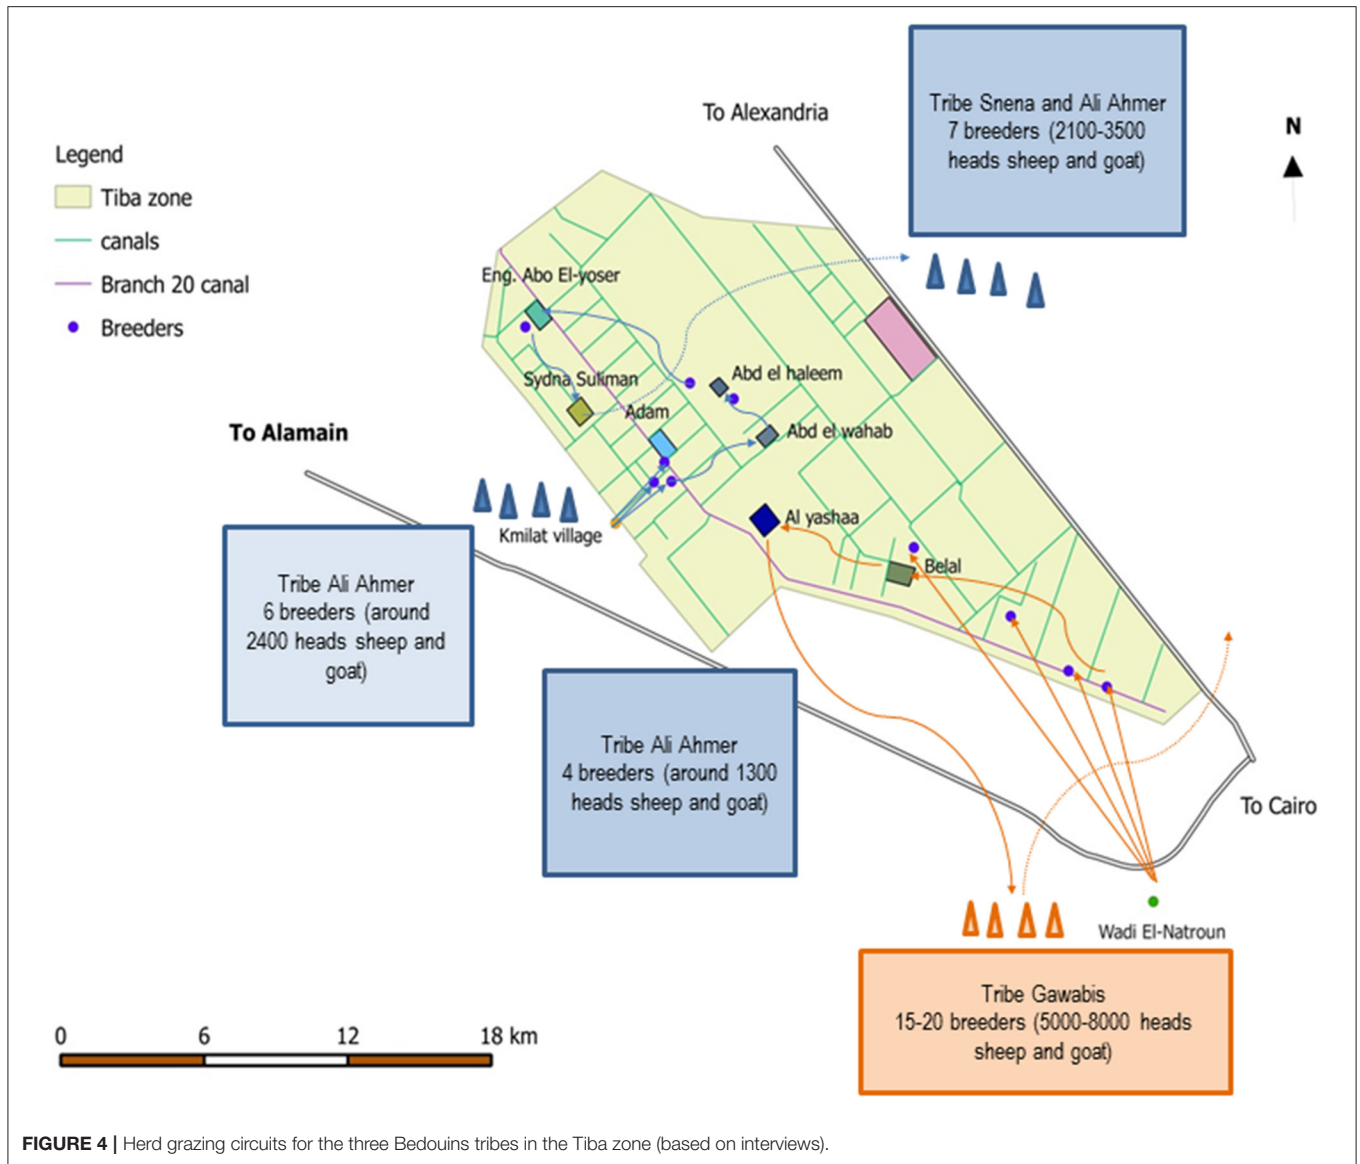 To Alexandria
Tribe Snena and Ali Ahmer
7 breeders (2100-3500
heads sheep and goat)
N
Legend
Tiba zone
canals
Branch 20 canal
Breeders
Eng. Abo El-yoser
Sydna Suliman
Abd el haleem
Adam
Abd el wahab
To Alamain
Kmilat village
Al yashaa
Belal
Tribe Ali Ahmer
6 breeders (around
2400 heads sheep and
goat)
Tribe Ali Ahmer
4 breeders (around 1300
heads sheep and goat)
To Cairo
Wadi El-Natroun
Tribe Gawabis
15-20 breeders (5000-8000 heads
sheep and goat)
0 6 12 18 km
FIGURE 4 | Herd grazing circuits for the three Bedouins tribes in the Tiba zone (based on interviews).